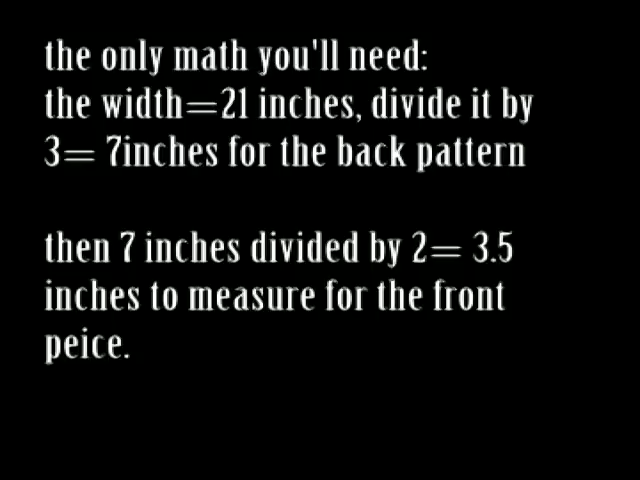 the only math you'll need:
the width=21 inches, divide it by
3= 7inches for the back pattern
then 7 inches divided by 2= 3.5
inches to measure for the front
peice.